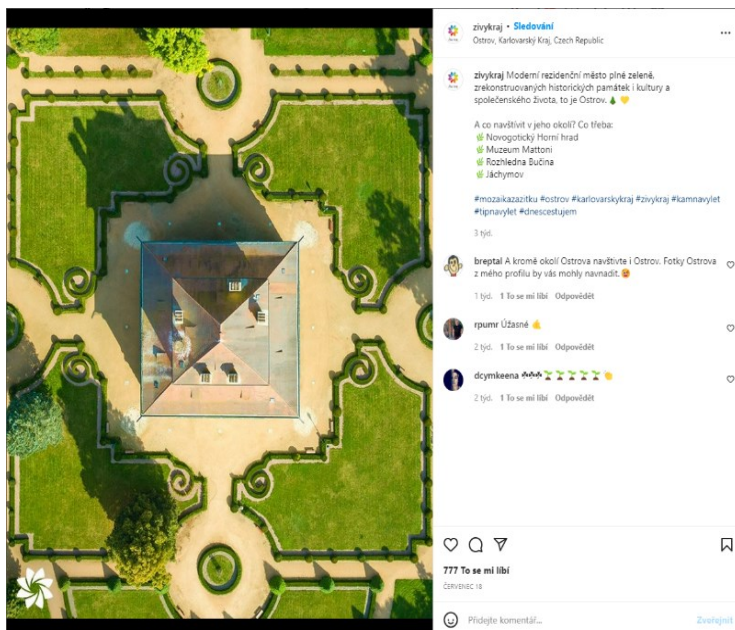 zivykraj • Sledování
Ostrov, Karlovarský Kraj, Czech Republic
zivykraj Moderní rezidenční město plné zeleně,
zrekonstruovaných historických památek i kultury a
společenského života, to je Ostrov.
A co navštívit v jeho okolí? Co třeba:
Novogotický Horní hrad
Muzeum Mattoni
Rozhledna Bučina
Jáchymov
#mozaikazazitku #ostrov #karlovarskykraj #zivykraj #kamnavylet
#tipnavylet #dnescestujem
3 týd.
breptal A kromě okolí Ostrova navštivte i Ostrov. Fotky Ostrova
z mého profilu by vás mohly navnadit.
1 týd. 1 To se mi líbí Odpovědět
rpumr Úžasné
2 týd. 1 To se mi líbí Odpovědět
dcymkeena
2 týd. 1 To se mi líbí Odpovědět
777 To se mi líbí
ČERVENEC 18
Přidejte komentář...
Zveřejnit